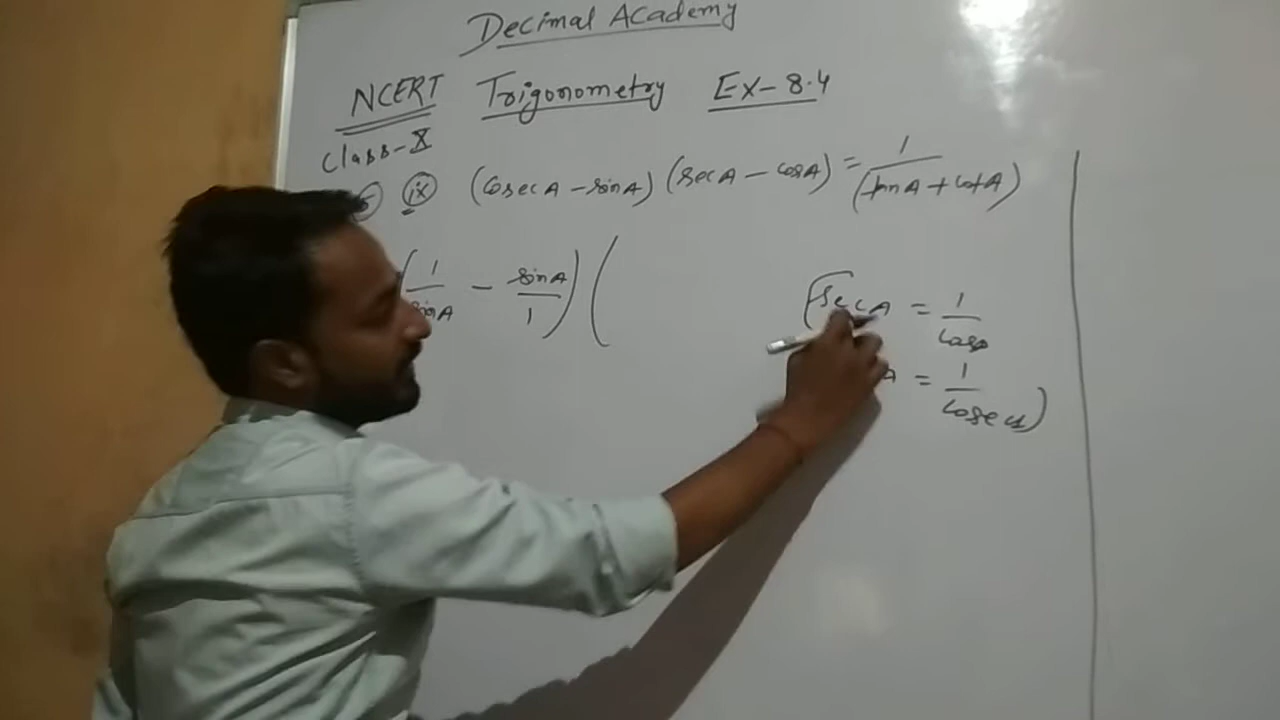 Decimal Academy
NCERT Trigonometry Ex-8.4
Class-X
ix (CosecA - sinA) (secA - cosA) = 1/(tanA + cotA)
(1/sinA - sinA/1) (
(secA = 1/cosA
A = 1/cosecA)